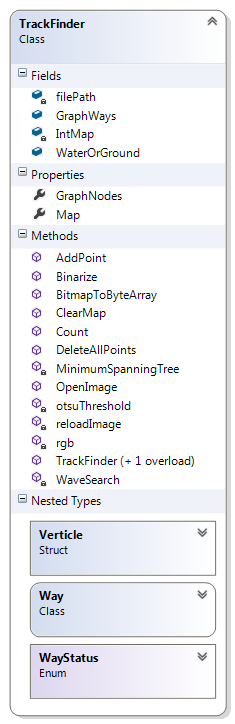 TrackFinder
Class
Fields
filePath
GraphWays
IntMap
WaterOrGround
Properties
GraphNodes
Map
Methods
AddPoint
Binarize
BitmapToByteArray
ClearMap
Count
DeleteAllPoints
MinimumSpanningTree
OpenImage
otsuThreshold
reloadImage
rgb
TrackFinder (+ 1 overload)
WaveSearch
Nested Types
Verticle
Struct
Way
Class
WayStatus
Enum